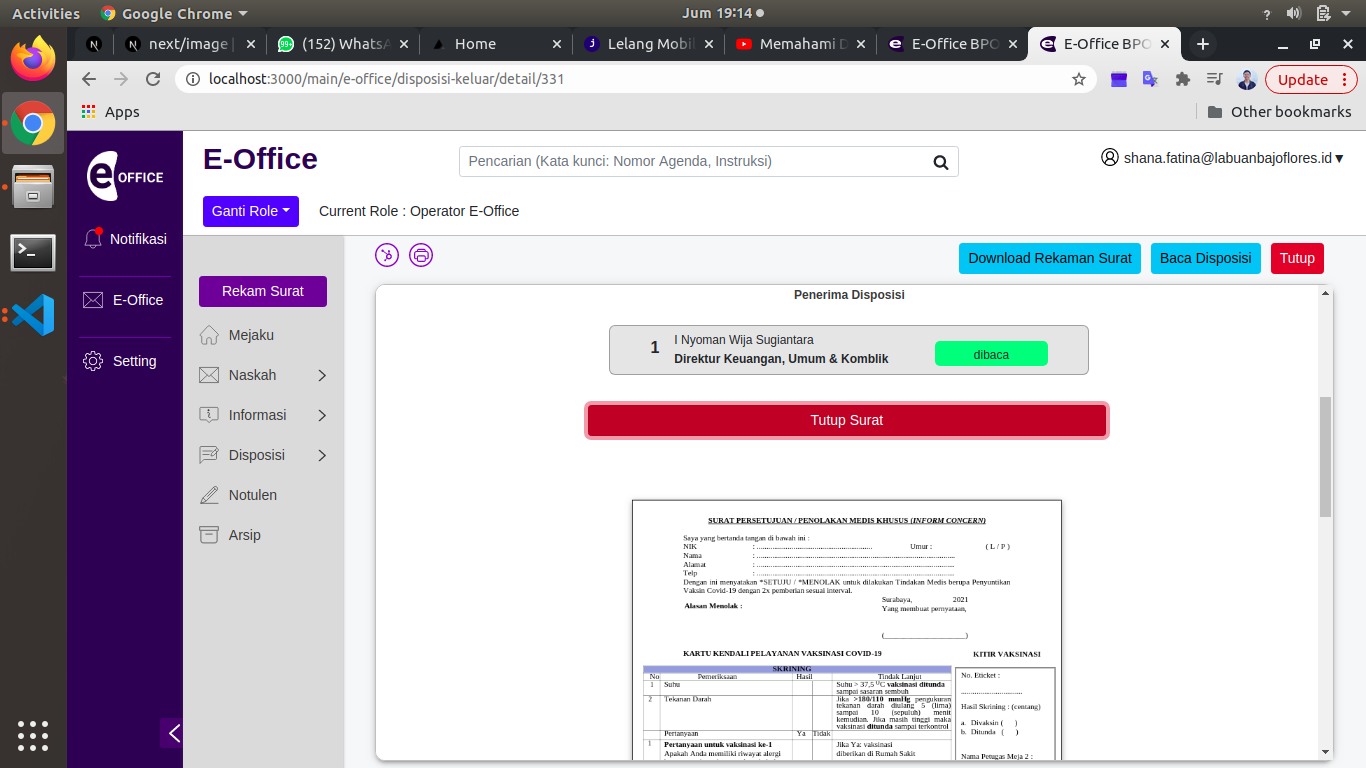 Activities
Google Chrome
Jum 19:14
?
next/image
(152) WhatsA
99+
Home
Lelang Mobil
Memahami D
E-Office BPO
E-Office BPO
localhost:3000/main/e-office/disposisi-keluar/detail/331
Update
Apps
Other bookmarks
e OFFICE
E-Office
Pencarian (Kata kunci: Nomor Agenda, Instruksi)
shana.fatina@labuanbajoflores.id▼
Ganti Role
Current Role : Operator E-Office
Notifikasi
E-Office
Setting
Rekam Surat
Mejaku
Naskah
Informasi
Disposisi
Notulen
Arsip
Download Rekaman Surat
Baca Disposisi
Tutup
Penerima Disposisi
1
I Nyoman Wija Sugiantara
Direktur Keuangan, Umum & Komblik
dibaca
Tutup Surat
SURAT PERSETUJUAN / PENOLAKAN MEDIS KHUSUS (INFORM CONCERN)
Saya yang bertanda tangan di bawah ini :
NIK : ............................................................ Umur : ( L / P )
Nama : ............................................................
Alamat : ............................................................
Telp : ............................................................
Dengan ini menyatakan *SETUJU / *MENOLAK untuk dilakukan Tindakan Medis berupa Penyuntikan
Vaksin Covid-19 dengan 2x pemberian sesuai interval.
Surabaya, 2021
Alasan Menolak :
Yang membuat pernyataan,
(______________________)
KARTU KENDALI PELAYANAN VAKSINASI COVID-19
KITIR VAKSINASI
SKRINING
No Pemeriksaan Hasil Tindak Lanjut
1 Suhu Suhu > 37,5 ⁰C vaksinasi ditunda
sampai sasaran sembuh
2 Tekanan Darah Jika >180/110 mmHg pengukuran
tekanan darah diulang 5 (lima)
sampai 10 (sepuluh) menit
kemudian. Jika masih tinggi maka
vaksinasi ditunda sampai terkontrol
Pertanyaan Ya Tidak
1 Pertanyaan untuk vaksinasi ke-1 Jika Ya: vaksinasi
Apakah Anda memiliki riwayat alergi diberikan di Rumah Sakit
No. Eticket :
................................
Hasil Skrining : (centang)
a. Divaksin ( )
b. Ditunda ( )
Nama Petugas Meja 2 :